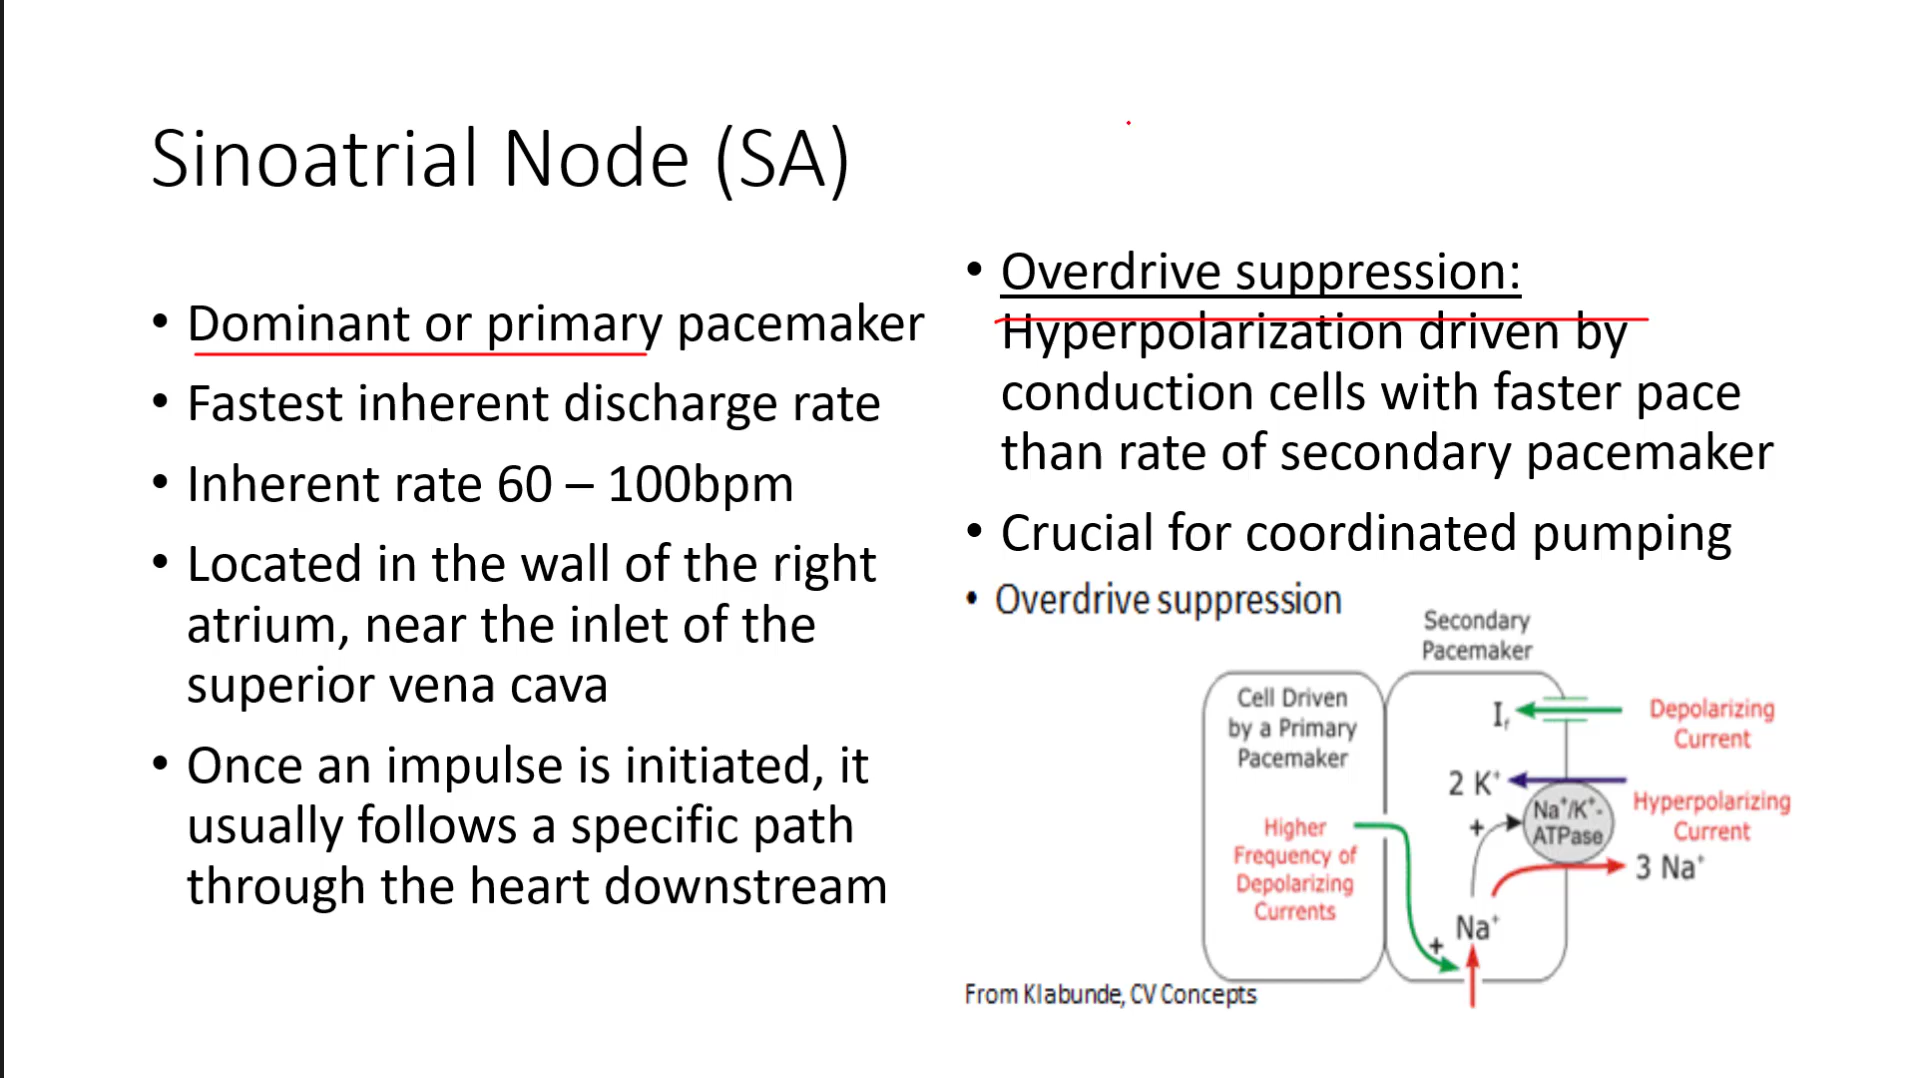 Sinoatrial Node (SA)
• Dominant or primary pacemaker
• Fastest inherent discharge rate
• Inherent rate 60 – 100bpm
• Located in the wall of the right
atrium, near the inlet of the
superior vena cava
• Once an impulse is initiated, it
usually follows a specific path
through the heart downstream
• Overdrive suppression:
Hyperpolarization driven by
conduction cells with faster pace
than rate of secondary pacemaker
• Crucial for coordinated pumping
• Overdrive suppression
Secondary
Pacemaker
Cell Driven
by a Primary
Pacemaker
Higher
Frequency of
Depolarizing
Currents
If
Depolarizing
Current
2 K⁺
Na⁺/K⁺-
ATPase
Hyperpolarizing
Current
+
3 Na⁺
Na⁺
+
From Klabunde, CV Concepts